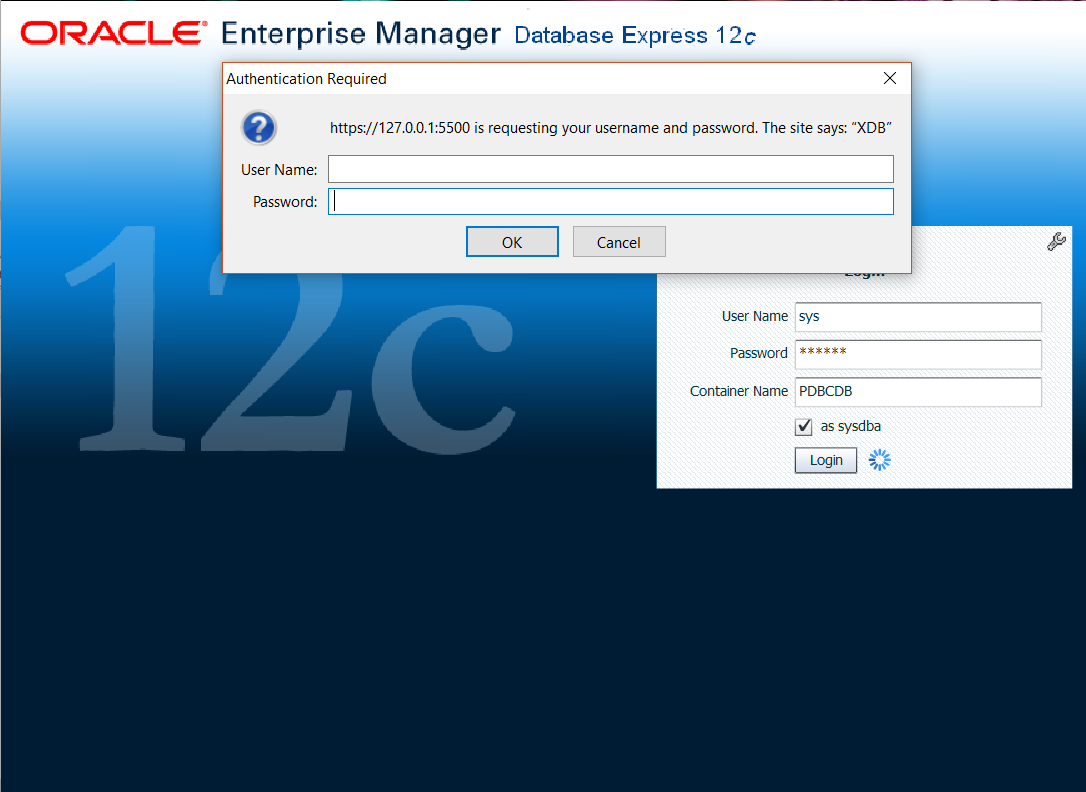 ORACLE® Enterprise Manager Database Express 12c
Authentication Required
https://127.0.0.1:5500 is requesting your username and password. The site says: “XDB”
User Name:
Password:
OK Cancel
12c
User Name sys
Password ******
Container Name PDBCDB
as sysdba
Login